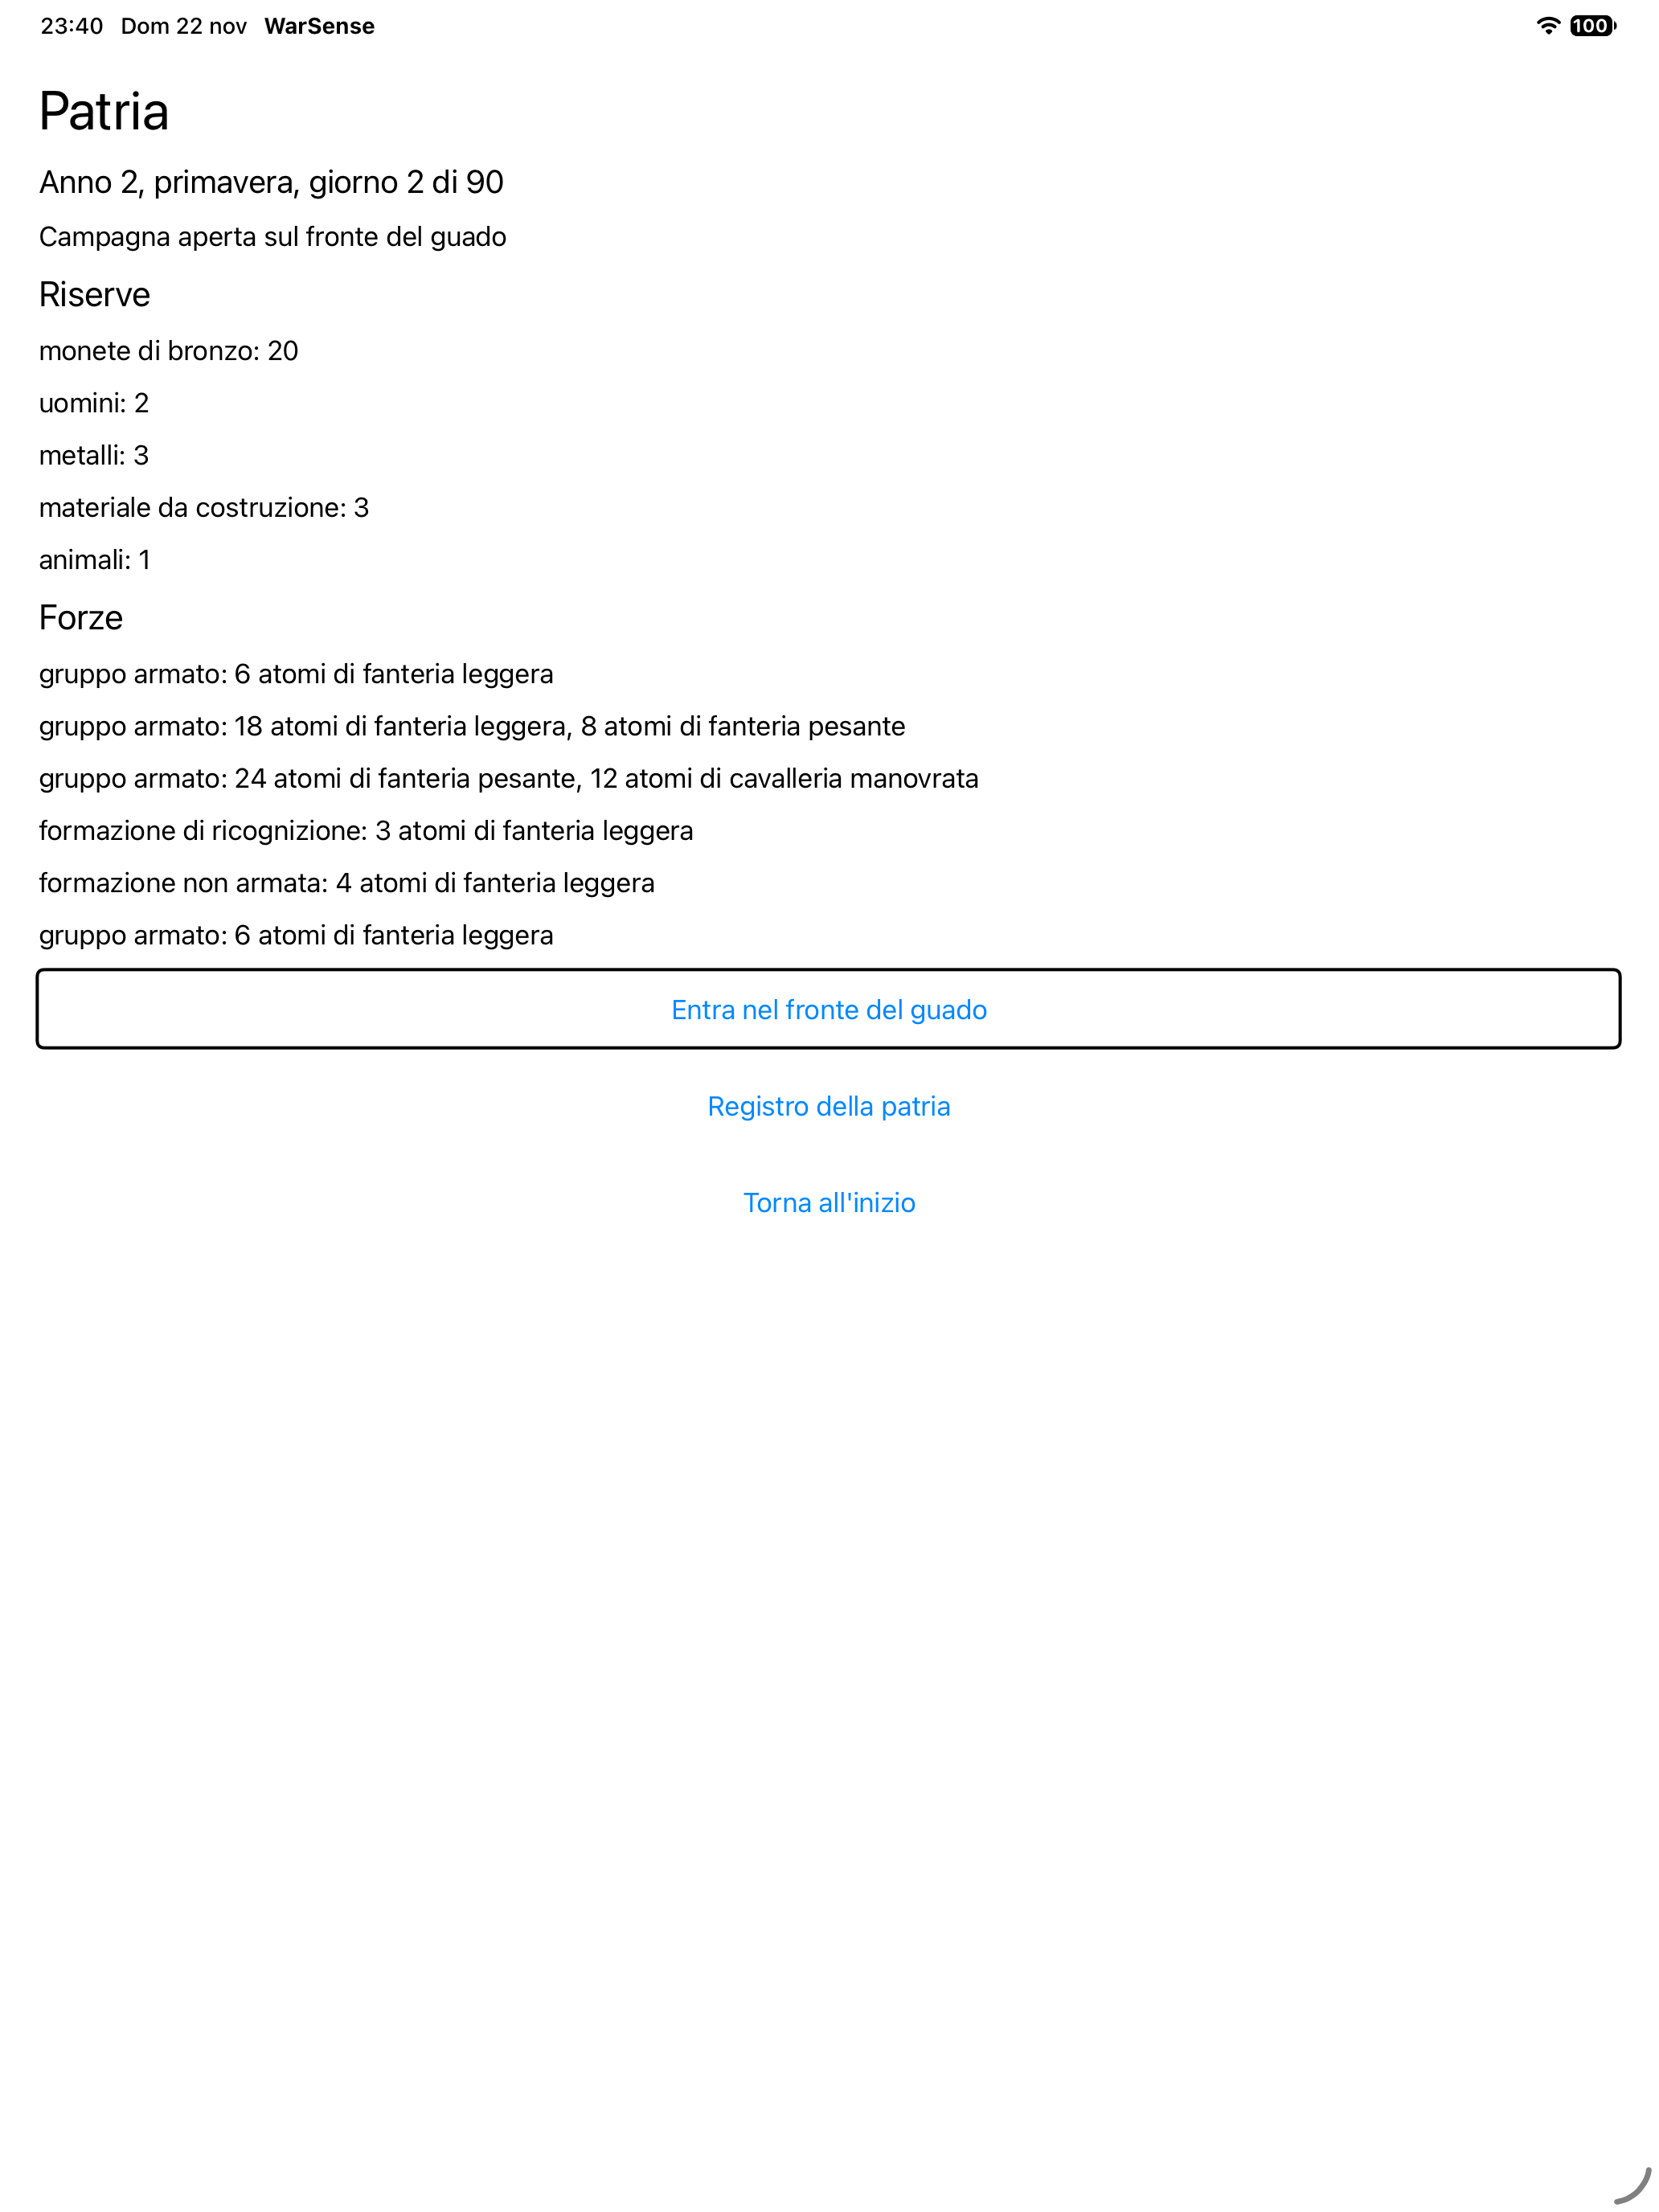 23:40 Dom 22 nov WarSense 100
Patria
Anno 2, primavera, giorno 2 di 90
Campagna aperta sul fronte del guado
Riserve
monete di bronzo: 20
uomini: 2
metalli: 3
materiale da costruzione: 3
animali: 1
Forze
gruppo armato: 6 atomi di fanteria leggera
gruppo armato: 18 atomi di fanteria leggera, 8 atomi di fanteria pesante
gruppo armato: 24 atomi di fanteria pesante, 12 atomi di cavalleria manovrata
formazione di ricognizione: 3 atomi di fanteria leggera
formazione non armata: 4 atomi di fanteria leggera
gruppo armato: 6 atomi di fanteria leggera
Entra nel fronte del guado
Registro della patria
Torna all'inizio